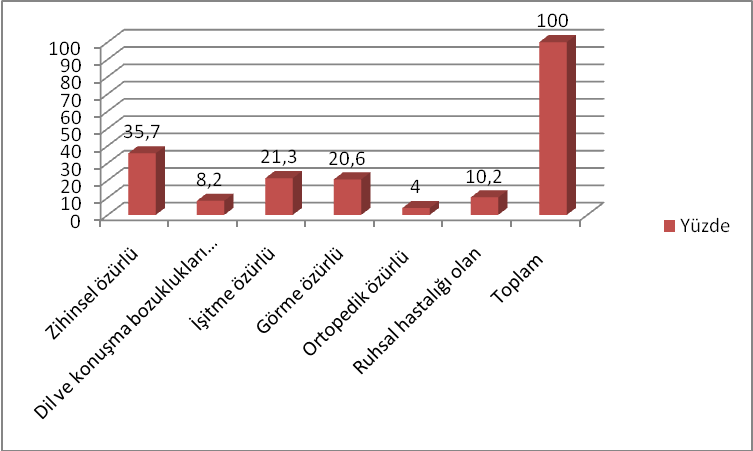 100
90
80
70
60
50
40
30
20
10
0
35,7
8,2
21,3
20,6
4
10,2
100
Zihinsel özürlü
Dil ve konuşma bozuklukları...
İşitme özürlü
Görme özürlü
Ortopedik özürlü
Ruhsal hastalığı olan
Toplam
Yüzde